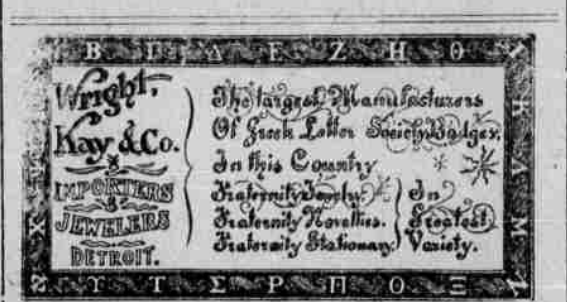 Β Γ Δ Ε Ζ Η Θ Ι
Wright,
Kay & Co.
IMPORTERS
&
JEWELERS
DETROIT.
The largest Manufacturers
Of Greek Letter Society Badges,
In this Country
Fraternity Jewelry.
Fraternity Novelties.
Fraternity Stationary.
In
Greatest
Variety.
Κ
Μ
Ν
Ξ Ο Π Ρ Σ Τ Υ
Χ